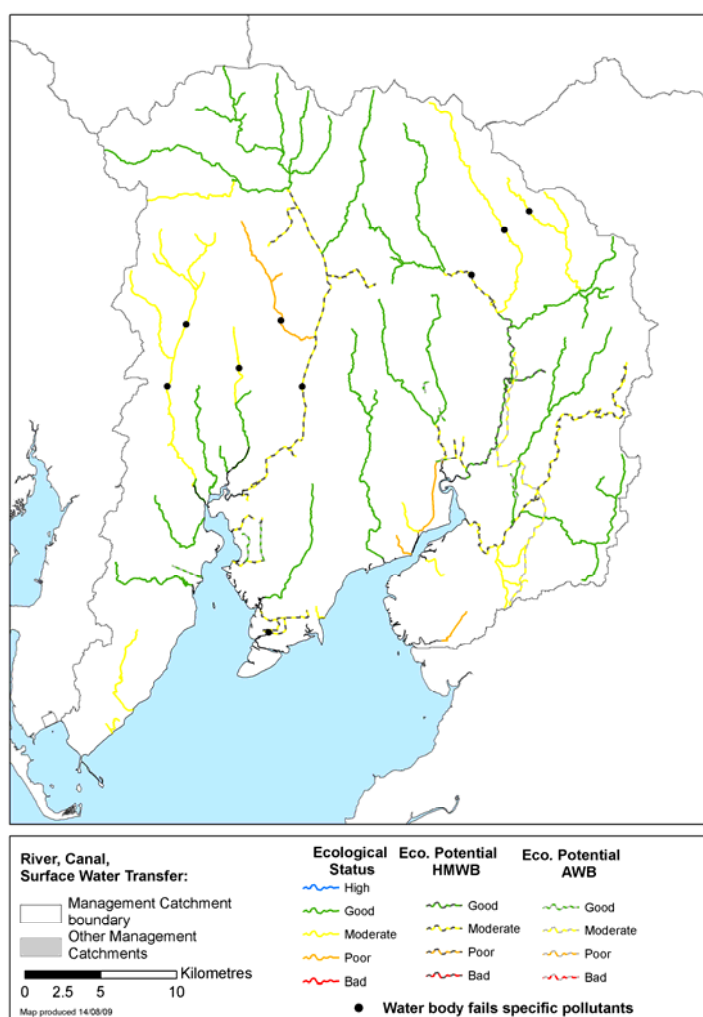 River, Canal,
Surface Water Transfer:
Management Catchment
boundary
Other Management
Catchments
Kilometres
0 2.5 5 10
Map produced 14/08/09
Ecological
Status
High
Good
Moderate
Poor
Bad
Eco. Potential
HMWB
Good
Moderate
Poor
Bad
Eco. Potential
AWB
Good
Moderate
Poor
Bad
Water body fails specific pollutants